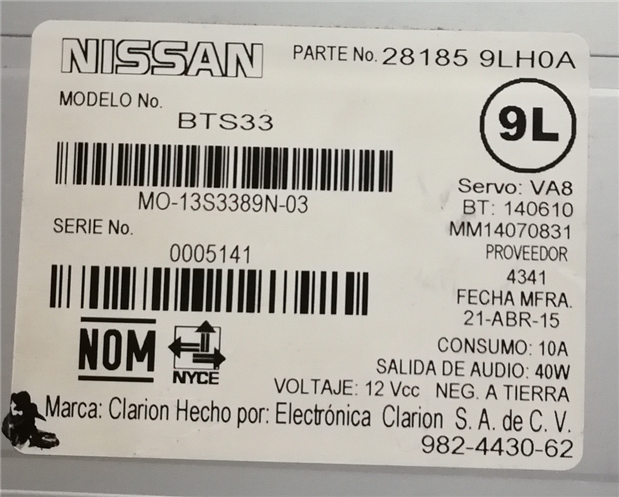 NISSAN PARTE No. 28185 9LH0A
MODELO No.
BTS33
9L
MO-13S3389N-03
Servo: VA8
BT: 140610
SERIE No.
MM14070831
0005141
PROVEEDOR
4341
FECHA MFRA.
21-ABR-15
NOM
NYCE
CONSUMO: 10A
SALIDA DE AUDIO: 40W
VOLTAJE: 12 Vcc NEG. A TIERRA
Marca: Clarion Hecho por: Electrónica Clarion S. A. de C. V.
982-4430-62